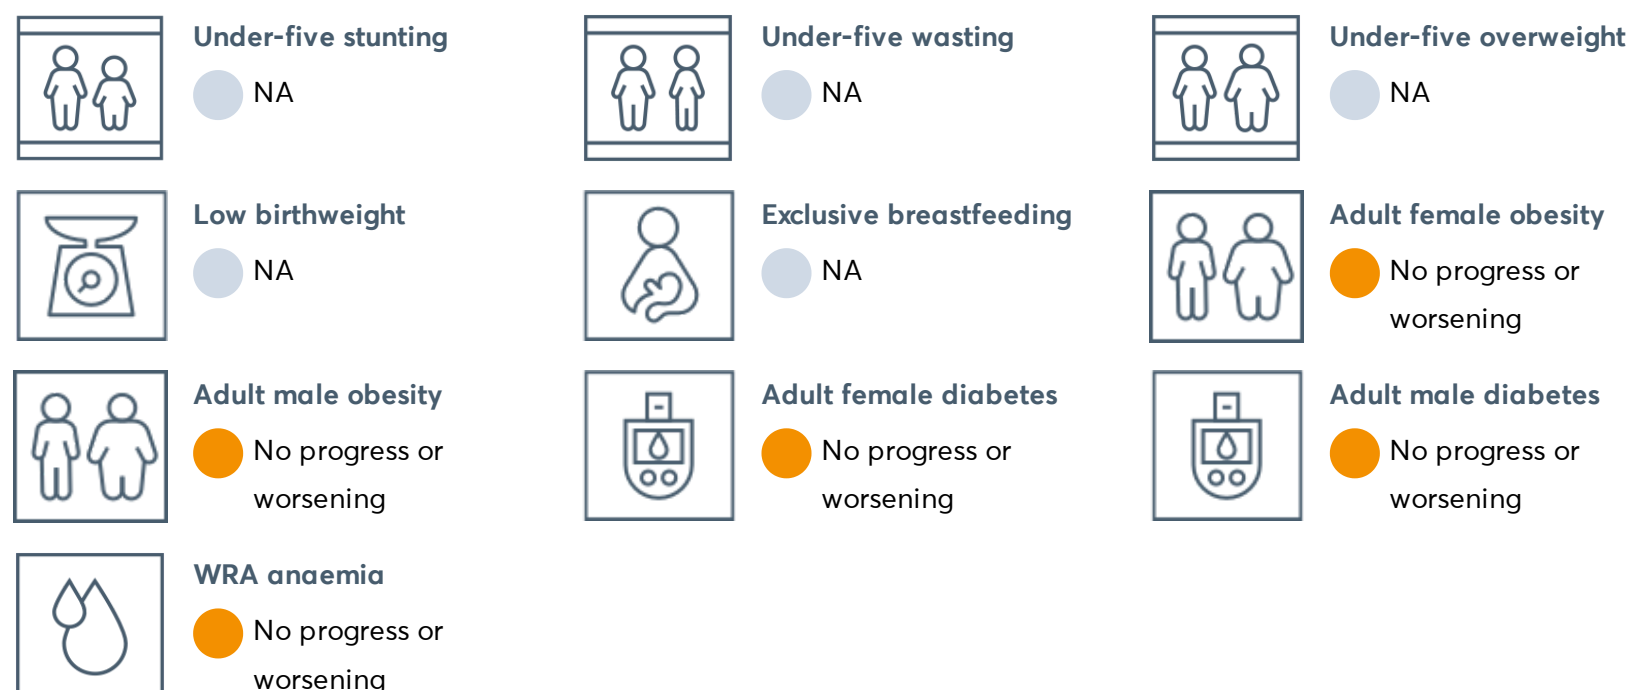 Under-five stunting
NA
Under-five wasting
NA
Under-five overweight
NA
Low birthweight
NA
Exclusive breastfeeding
NA
Adult female obesity
No progress or
worsening
Adult male obesity
No progress or
worsening
Adult female diabetes
No progress or
worsening
Adult male diabetes
No progress or
worsening
WRA anaemia
No progress or
worsening